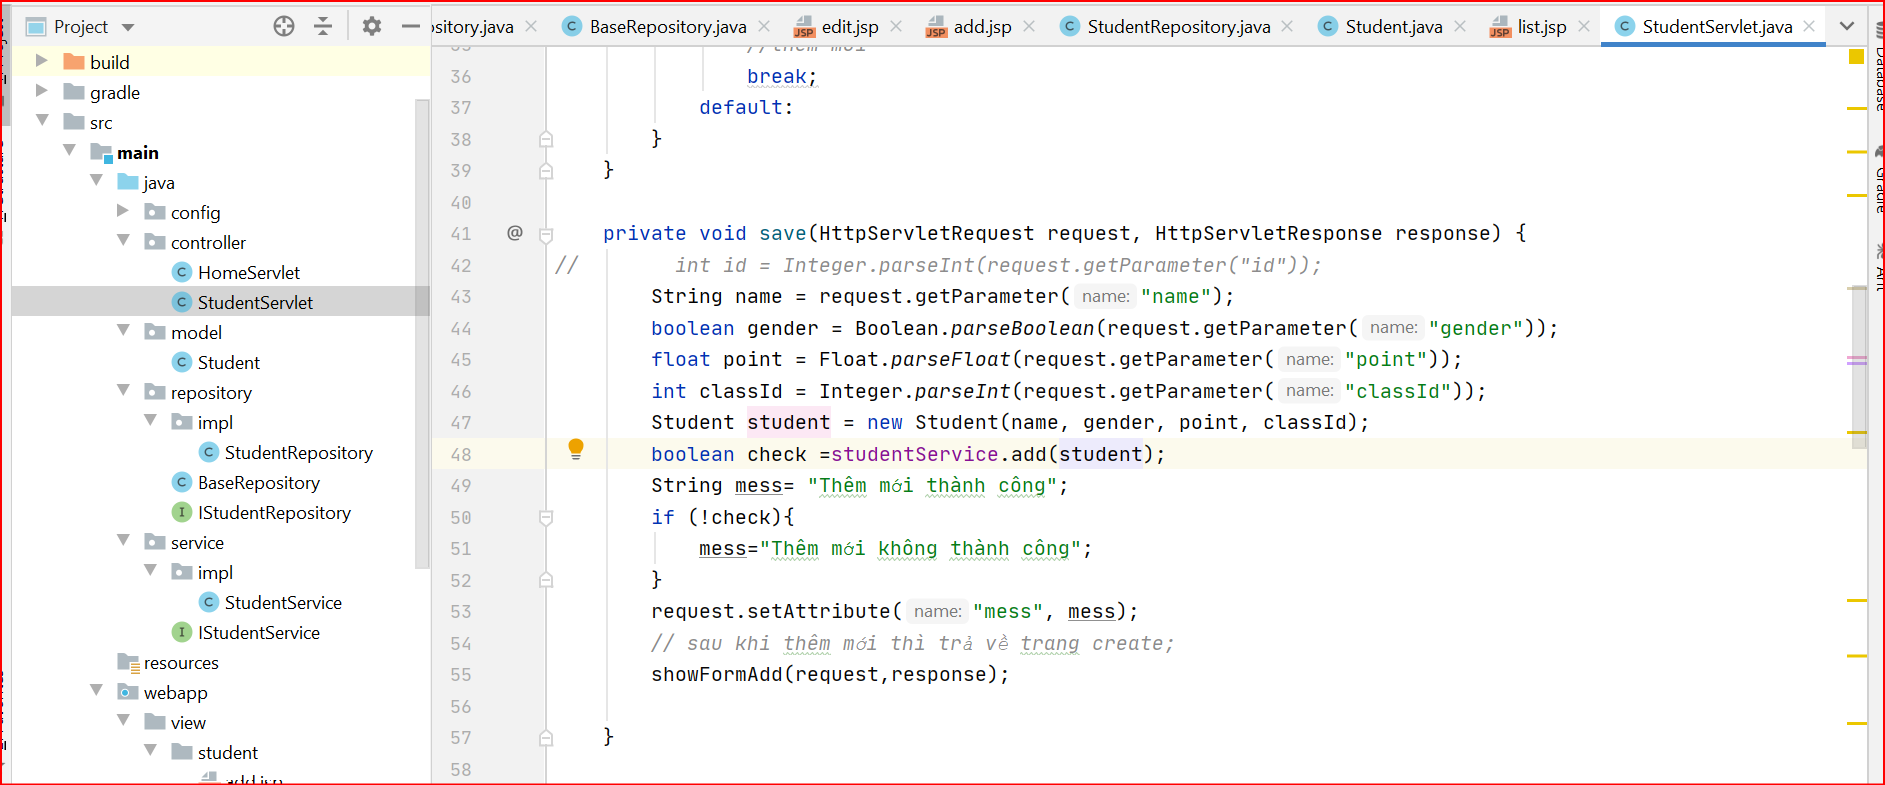 Project
ository.java
BaseRepository.java
edit.jsp
add.jsp
StudentRepository.java
Student.java
list.jsp
StudentServlet.java
build
gradle
src
main
java
config
controller
HomeServlet
StudentServlet
model
Student
repository
impl
StudentRepository
BaseRepository
IStudentRepository
service
impl
StudentService
IStudentService
resources
webapp
view
student
add.jsp
35 //thêm mới
36 break;
37 default:
38 }
39 }
40
41 @ private void save(HttpServletRequest request, HttpServletResponse response) {
42 // int id = Integer.parseInt(request.getParameter("id"));
43 String name = request.getParameter( name: "name");
44 boolean gender = Boolean.parseBoolean(request.getParameter( name: "gender"));
45 float point = Float.parseFloat(request.getParameter( name: "point"));
46 int classId = Integer.parseInt(request.getParameter( name: "classId"));
47 Student student = new Student(name, gender, point, classId);
48 boolean check =studentService.add(student);
49 String mess= "Thêm mới thành công";
50 if (!check){
51 mess="Thêm mới không thành công";
52 }
53 request.setAttribute( name: "mess", mess);
54 // sau khi thêm mới thì trả về trang create;
55 showFormAdd(request,response);
56
57 }
58
Database
Gradle
Ant